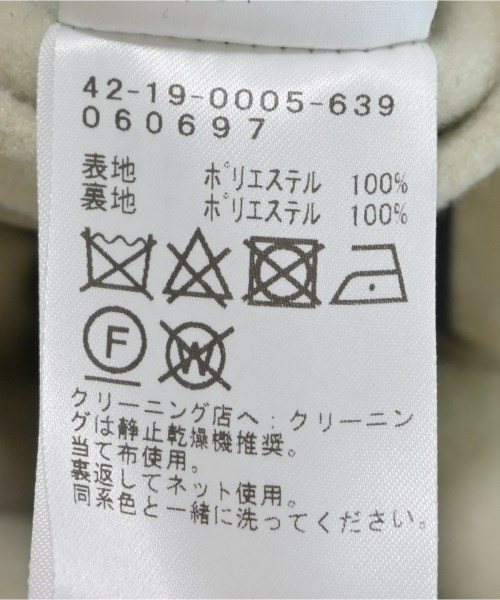 42-19-0005-639
060697
表地 ポリエステル 100%
裏地 ポリエステル 100%
F W
クリーニング店へ:クリーニン
グは静止乾燥機推奨。
当て布使用。
裏返してネット使用。
同系色と一緒に洗ってください。